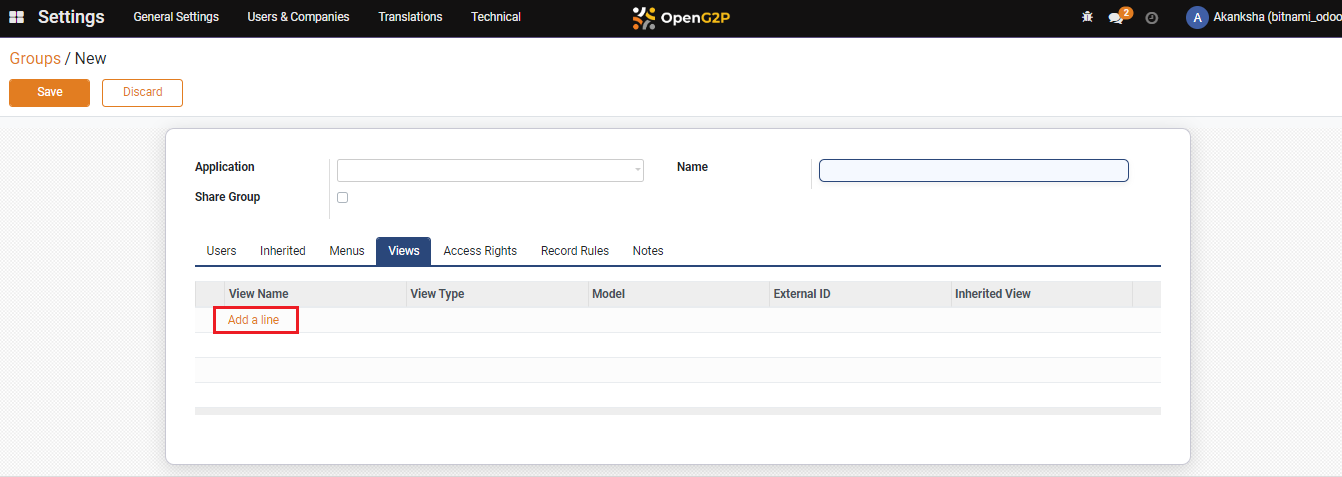 Settings General Settings Users & Companies Translations Technical OpenG2P 2 A Akanksha (bitnami_odoo
Groups / New
Save Discard
Application Name
Share Group
Users Inherited Menus Views Access Rights Record Rules Notes
View Name View Type Model External ID Inherited View
Add a line